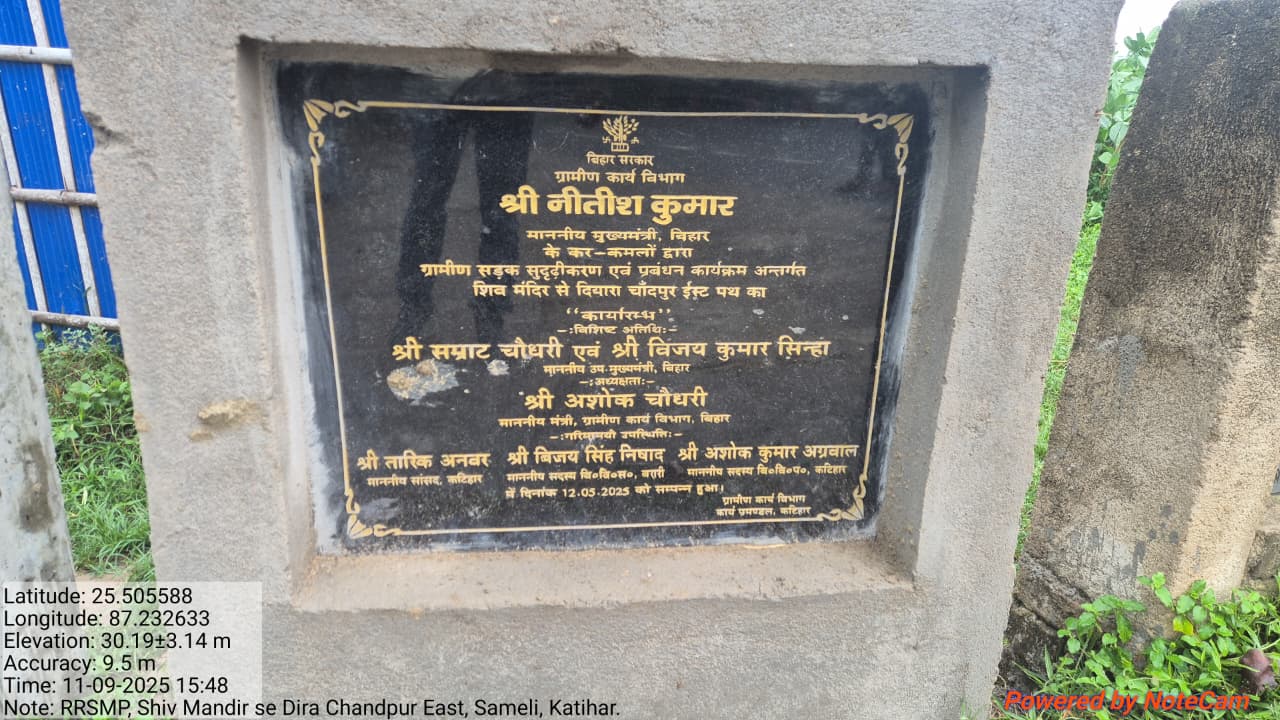 बिहार सरकार
ग्रामीण कार्य विभाग
श्री नीतीश कुमार
माननीय मुख्यमंत्री, बिहार
के कर-कमलों द्वारा
ग्रामीण सड़क सुदृढ़ीकरण एवं प्रबंधन कार्यक्रम अन्तर्गत
शिव मंदिर से दियारा चाँदपुर ईस्ट पथ का
"कार्यारम्भ"
-:विशिष्ट अतिथि:-
श्री सम्राट चौधरी एवं श्री विजय कुमार सिन्हा
माननीय उप मुख्यमंत्री, बिहार
-:अध्यक्षता:-
श्री अशोक चौधरी
माननीय मंत्री, ग्रामीण कार्य विभाग, बिहार
-:गरिमामयी उपस्थिति:-
श्री तारिक अनवर श्री बिजय सिंह निषाद श्री अशोक कुमार अग्रवाल
माननीय सांसद, कटिहार माननीय सदस्य बि०वि०स०, बरारी माननीय सदस्य बि०वि०प०, कटिहार
में दिनांक 12.05.2025 को सम्पन्न हुआ।
ग्रामीण कार्य विभाग
कार्य प्रमण्डल, कटिहार
Latitude: 25.505588
Longitude: 87.232633
Elevation: 30.19±3.14 m
Accuracy: 9.5 m
Time: 11-09-2025 15:48
Note: RRSMP, Shiv Mandir se Dira Chandpur East, Sameli, Katihar.
Powered by NoteCam